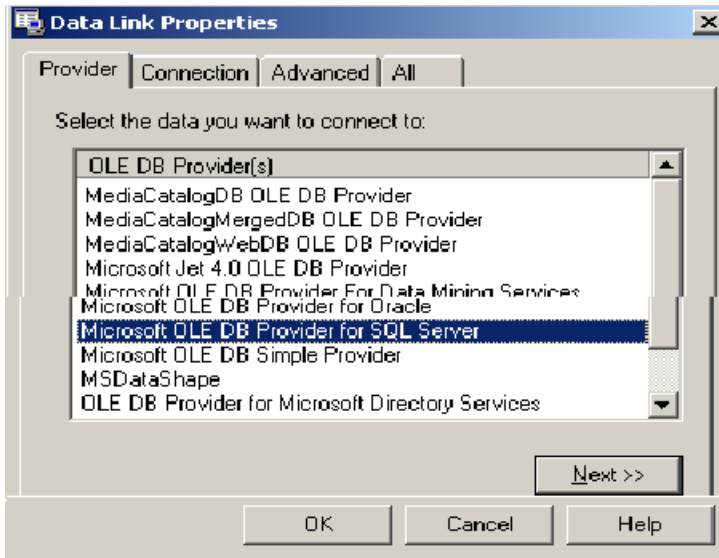 Data Link Properties
Provider Connection Advanced All
Select the data you want to connect to:
OLE DB Provider(s)
MediaCatalogDB OLE DB Provider
MediaCatalogMergedDB OLE DB Provider
MediaCatalogWebDB OLE DB Provider
Microsoft Jet 4.0 OLE DB Provider
Microsoft OLE DB Provider For Data Mining Services
Microsoft OLE DB Provider for Oracle
Microsoft OLE DB Provider for SQL Server
Microsoft OLE DB Simple Provider
MSDataShape
OLE DB Provider for Microsoft Directory Services
Next >>
OK Cancel Help